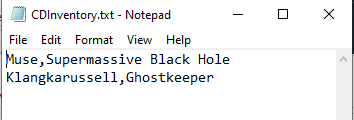 CDInventory.txt - Notepad
File Edit Format View Help
Muse,Supermassive Black Hole
Klangkarussell,Ghostkeeper